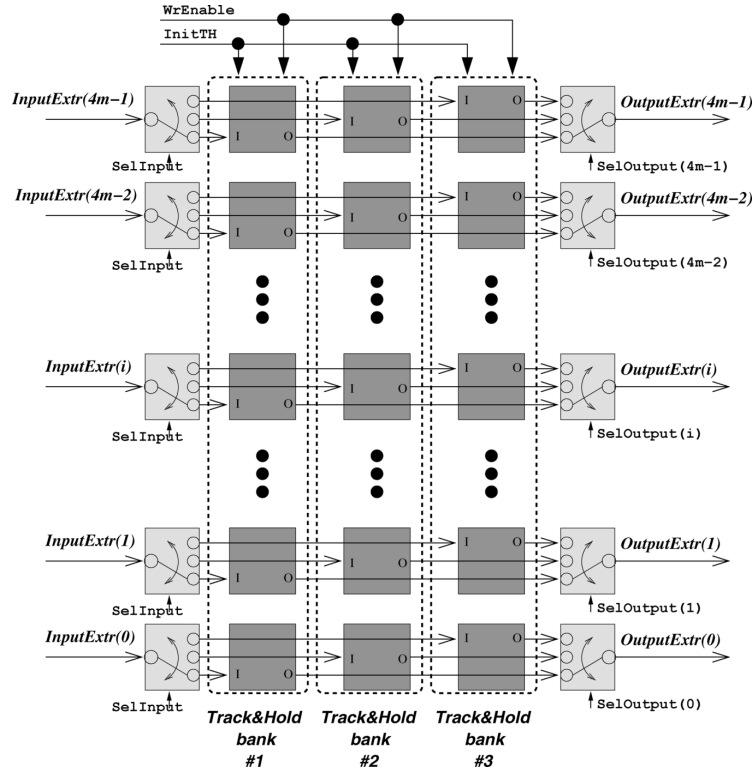 WrEnable
InitTH
InputExtr(4m-1)
I O
I O
I O
OutputExtr(4m-1)
SelInput
SelOutput(4m-1)
InputExtr(4m-2)
I O
I O
I O
OutputExtr(4m-2)
SelInput
SelOutput(4m-2)
InputExtr(i)
I O
I O
I O
OutputExtr(i)
SelInput
SelOutput(i)
InputExtr(1)
I O
I O
I O
OutputExtr(1)
SelInput
SelOutput(1)
InputExtr(0)
I O
I O
I O
OutputExtr(0)
SelInput
SelOutput(0)
Track&Hold
bank
#1
Track&Hold
bank
#2
Track&Hold
bank
#3